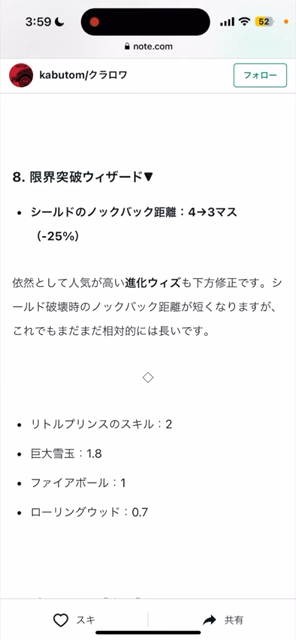 3:59
52
note.com
kabutom/クラロワ
フォロー
8. 限界突破ウィザード▼
• シールドのノックバック距離：4→3マス
（-25%）
依然として人気が高い進化ウィズも下方修正です。シ
ールド破壊時のノックバック距離が短くなりますが、
これでもまだまだ相対的には長いです。
◇
• リトルプリンスのスキル：2
• 巨大雪玉：1.8
• ファイアボール：1
• ローリングウッド：0.7
スキ
共有